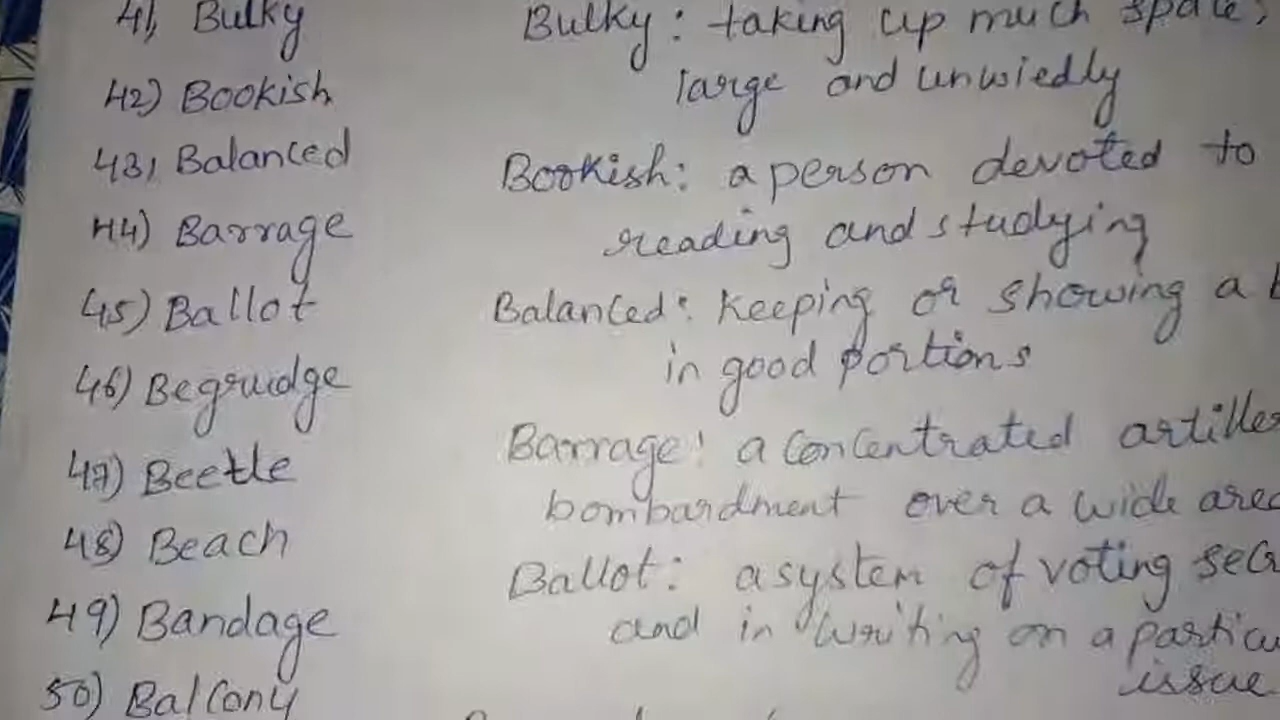 41, Bulky
42) Bookish
43, Balanced
44) Barrage
45) Ballot
46) Begrudge
47) Beetle
48) Beach
49) Bandage
50) Balcony
Bulky: taking up much space,
large and unwiedly
Bookish: a person devoted to
reading and studying
Balanced: Keeping or showing a b
in good portions
Barrage: a concentrated artiller
bombardment over a wide area
Ballot: a system of voting secr
and in writing on a particu
issue